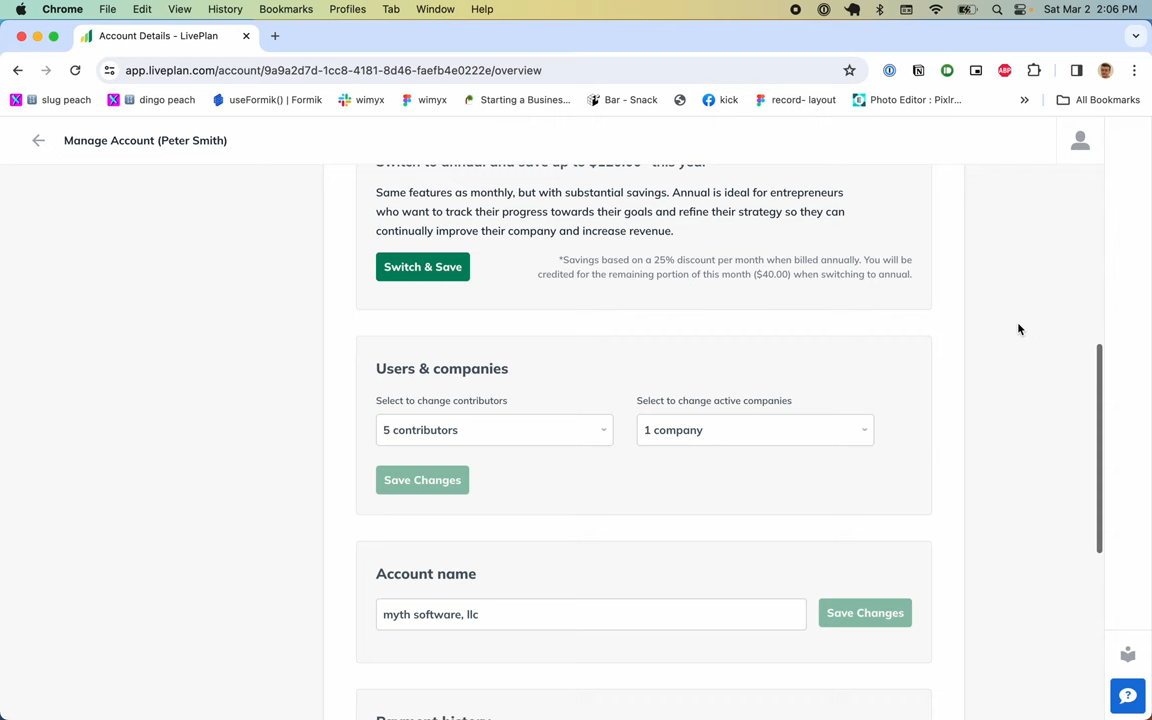 Chrome File Edit View History Bookmarks Profiles Tab Window Help Sat Mar 2 2:06 PM
Account Details - LivePlan
app.liveplan.com/account/9a9a2d7d-1cc8-4181-8d46-faefb4e0222e/overview
slug peach dingo peach useFormik() | Formik wimyx wimyx Starting a Busines... Bar - Snack kick record- layout Photo Editor : Pixlr... » All Bookmarks
Manage Account (Peter Smith)
Switch to annual and save up to $120.00* this year
Same features as monthly, but with substantial savings. Annual is ideal for entrepreneurs
who want to track their progress towards their goals and refine their strategy so they can
continually improve their company and increase revenue.
Switch & Save
*Savings based on a 25% discount per month when billed annually. You will be
credited for the remaining portion of this month ($40.00) when switching to annual.
Users & companies
Select to change contributors
Select to change active companies
5 contributors
1 company
Save Changes
Account name
myth software, llc
Save Changes
Payment history